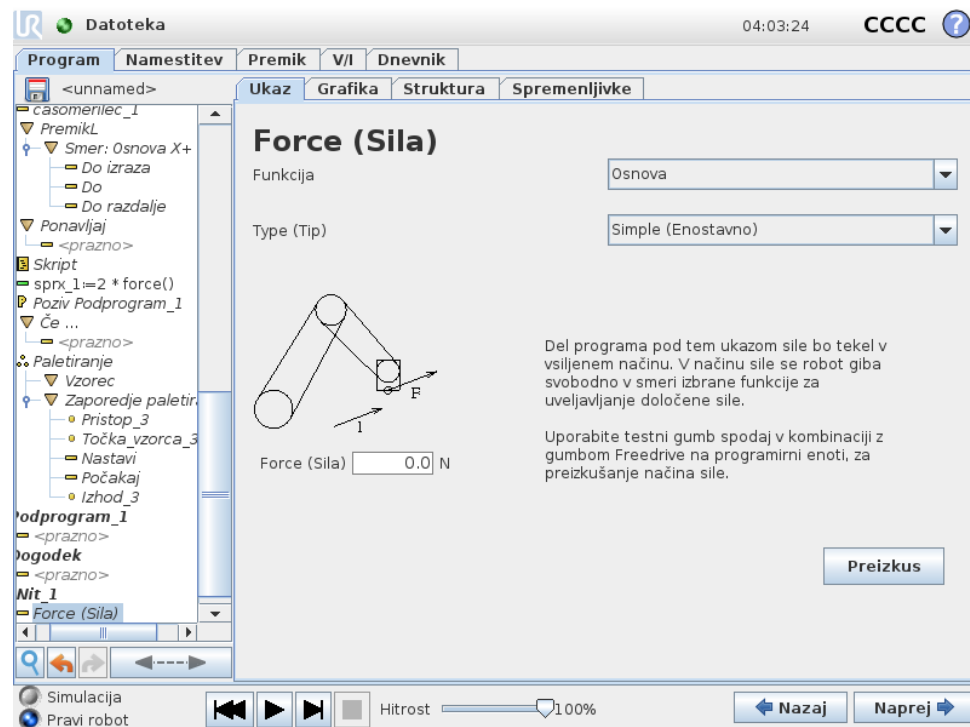 UR Datoteka 04:03:24 CCCC ?
Program Namestitev Premik V/I Dnevnik
<unnamed>
Ukaz Grafika Struktura Spremenljivke
časomerilec_1
PremikL
Smer: Osnova X+
Do izraza
Do
Do razdalje
Ponavljaj
<prazno>
Skript
sprx_1:=2 * force()
Poziv Podprogram_1
Če ...
<prazno>
Paletiranje
Vzorec
Zaporedje paletir
Pristop_3
Točka_vzorca_3
Nastavi
Počakaj
Izhod_3
Podprogram_1
<prazno>
Dogodek
<prazno>
Nit_1
Force (Sila)
Force (Sila)
Funkcija
Osnova
Type (Tip)
Simple (Enostavno)
F
1
Force (Sila) 0.0 N
Del programa pod tem ukazom sile bo tekel v
vsiljenem načinu. V načinu sile se robot giba
svobodno v smeri izbrane funkcije za
uveljavljanje določene sile.
Uporabite testni gumb spodaj v kombinaciji z
gumbom Freedrive na programirni enoti, za
preizkušanje načina sile.
Preizkus
Simulacija
Pravi robot
Hitrost 100%
Nazaj
Naprej